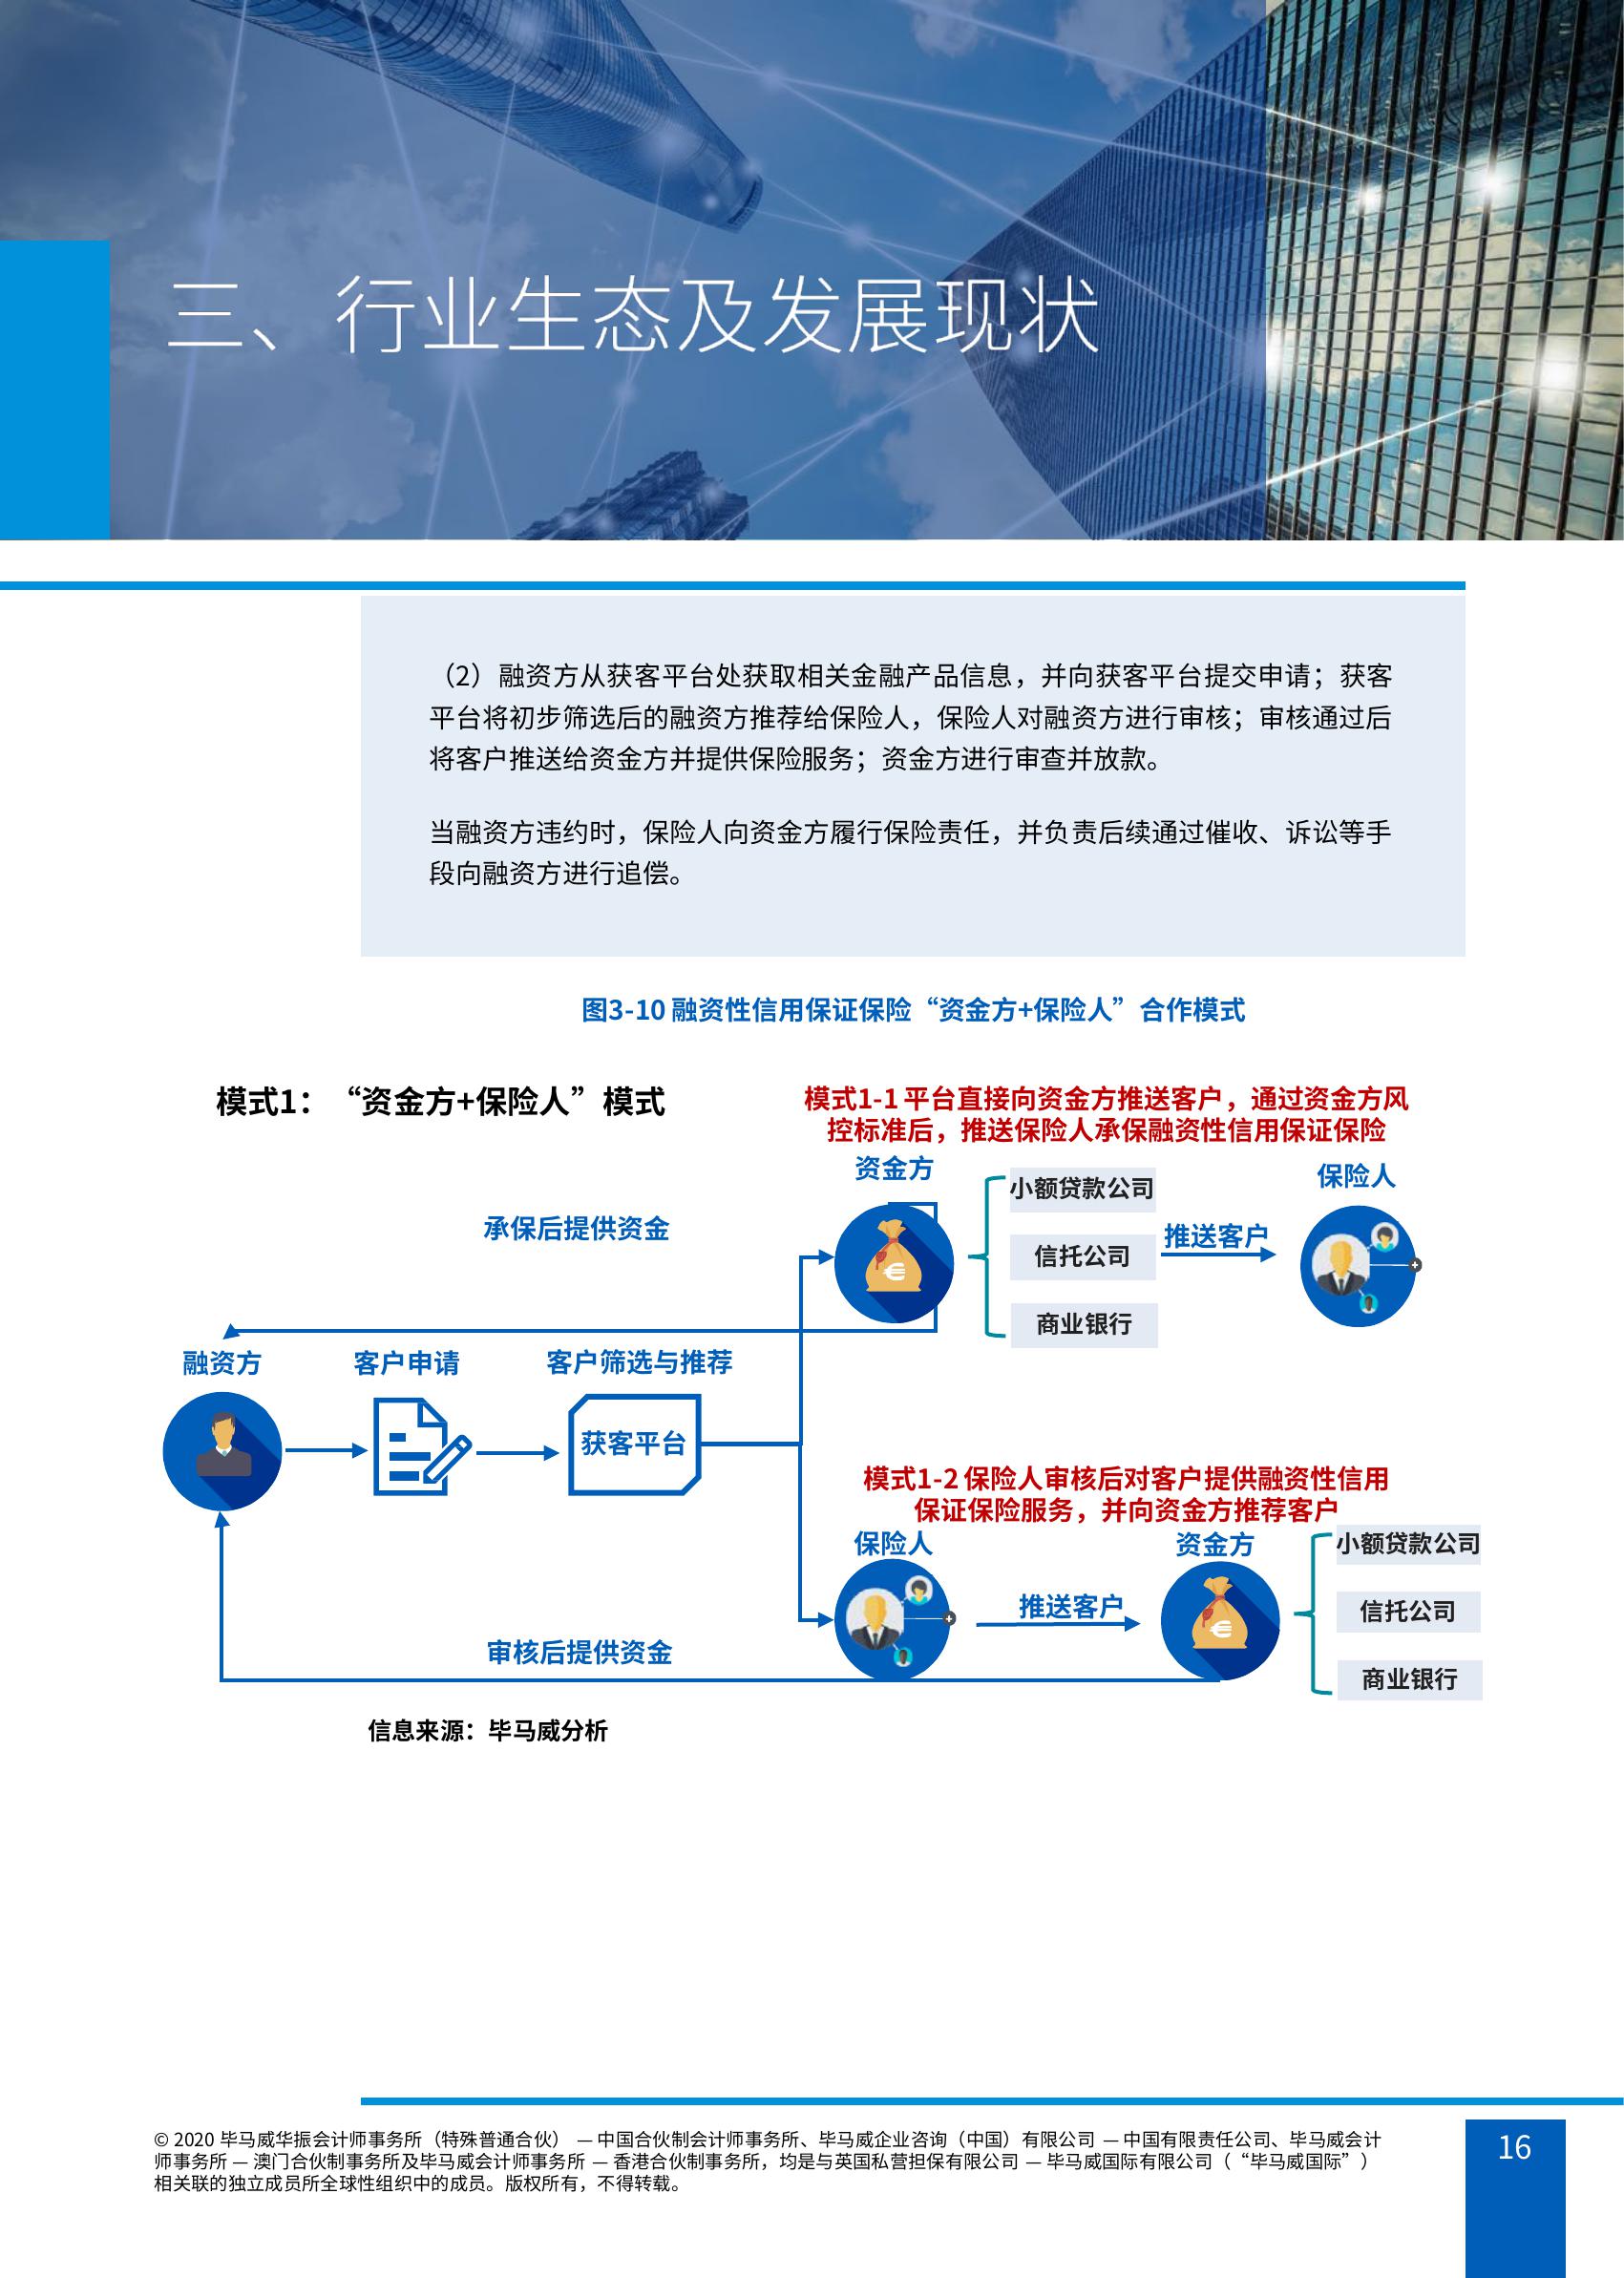 三、行业生态及发展现状
（2）融资方从获客平台处获取相关金融产品信息，并向获客平台提交申请；获客
平台将初步筛选后的融资方推荐给保险人，保险人对融资方进行审核；审核通过后
将客户推送给资金方并提供保险服务；资金方进行审查并放款。
当融资方违约时，保险人向资金方履行保险责任，并负责后续通过催收、诉讼等手
段向融资方进行追偿。
图3-10 融资性信用保证保险“资金方+保险人”合作模式
模式1：“资金方+保险人”模式
模式1-1 平台直接向资金方推送客户，通过资金方风
控标准后，推送保险人承保融资性信用保证保险
资金方
小额贷款公司
信托公司
商业银行
推送客户
保险人
承保后提供资金
融资方
客户申请
客户筛选与推荐
获客平台
模式1-2 保险人审核后对客户提供融资性信用
保证保险服务，并向资金方推荐客户
保险人
推送客户
资金方
小额贷款公司
信托公司
商业银行
审核后提供资金
信息来源：毕马威分析
© 2020 毕马威华振会计师事务所（特殊普通合伙） — 中国合伙制会计师事务所、毕马威企业咨询（中国）有限公司 — 中国有限责任公司、毕马威会计
师事务所 — 澳门合伙制事务所及毕马威会计师事务所 — 香港合伙制事务所，均是与英国私营担保有限公司 — 毕马威国际有限公司（“毕马威国际”）
相关联的独立成员所全球性组织中的成员。版权所有，不得转载。
16